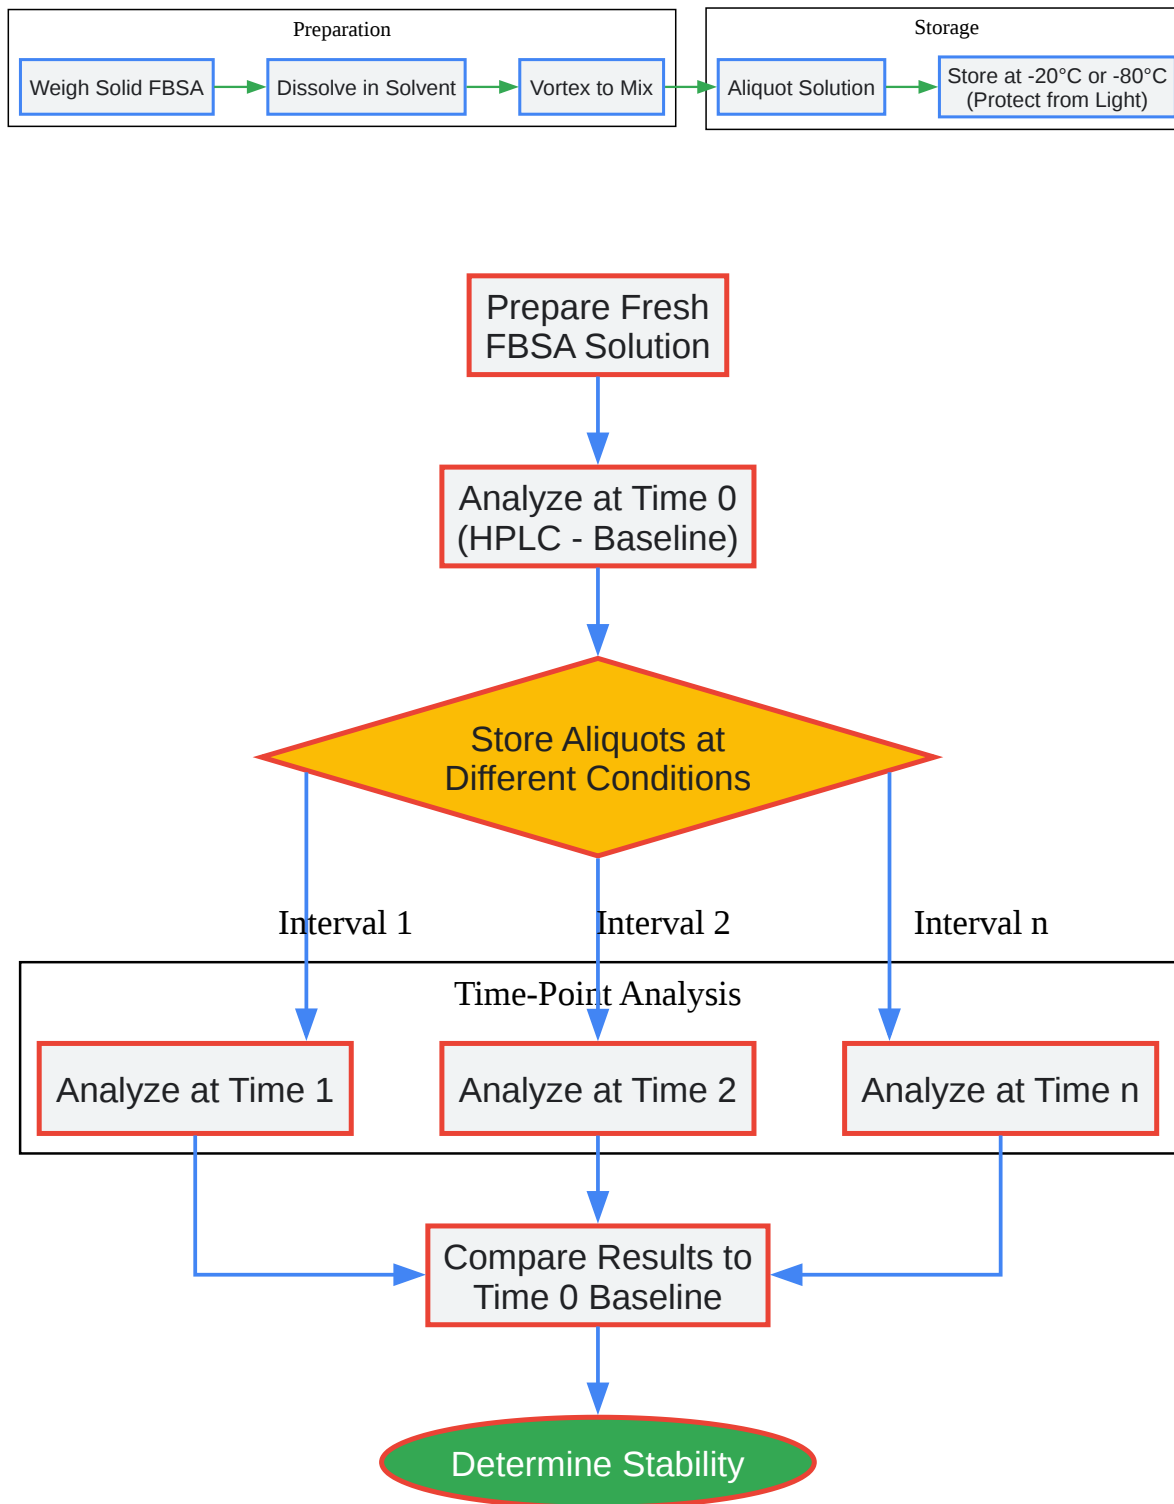 Preparation
Weigh Solid FBSA
Dissolve in Solvent
Vortex to Mix
Storage
Aliquot Solution
Store at -20°C or -80°C
(Protect from Light)
Prepare Fresh
FBSA Solution
Analyze at Time 0
(HPLC - Baseline)
Store Aliquots at
Different Conditions
Interval 1
Interval 2
Interval n
Time-Point Analysis
Analyze at Time 1
Analyze at Time 2
Analyze at Time n
Compare Results to
Time 0 Baseline
Determine Stability